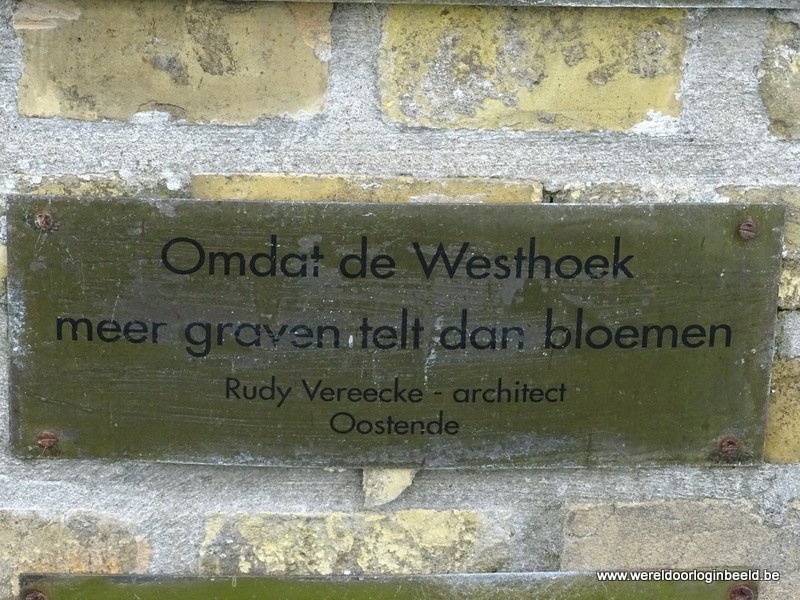 Omdat de Westhoek
meer graven telt dan bloemen
Rudy Vereecke - architect
Oostende
www.wereldoorloginbeeld.be